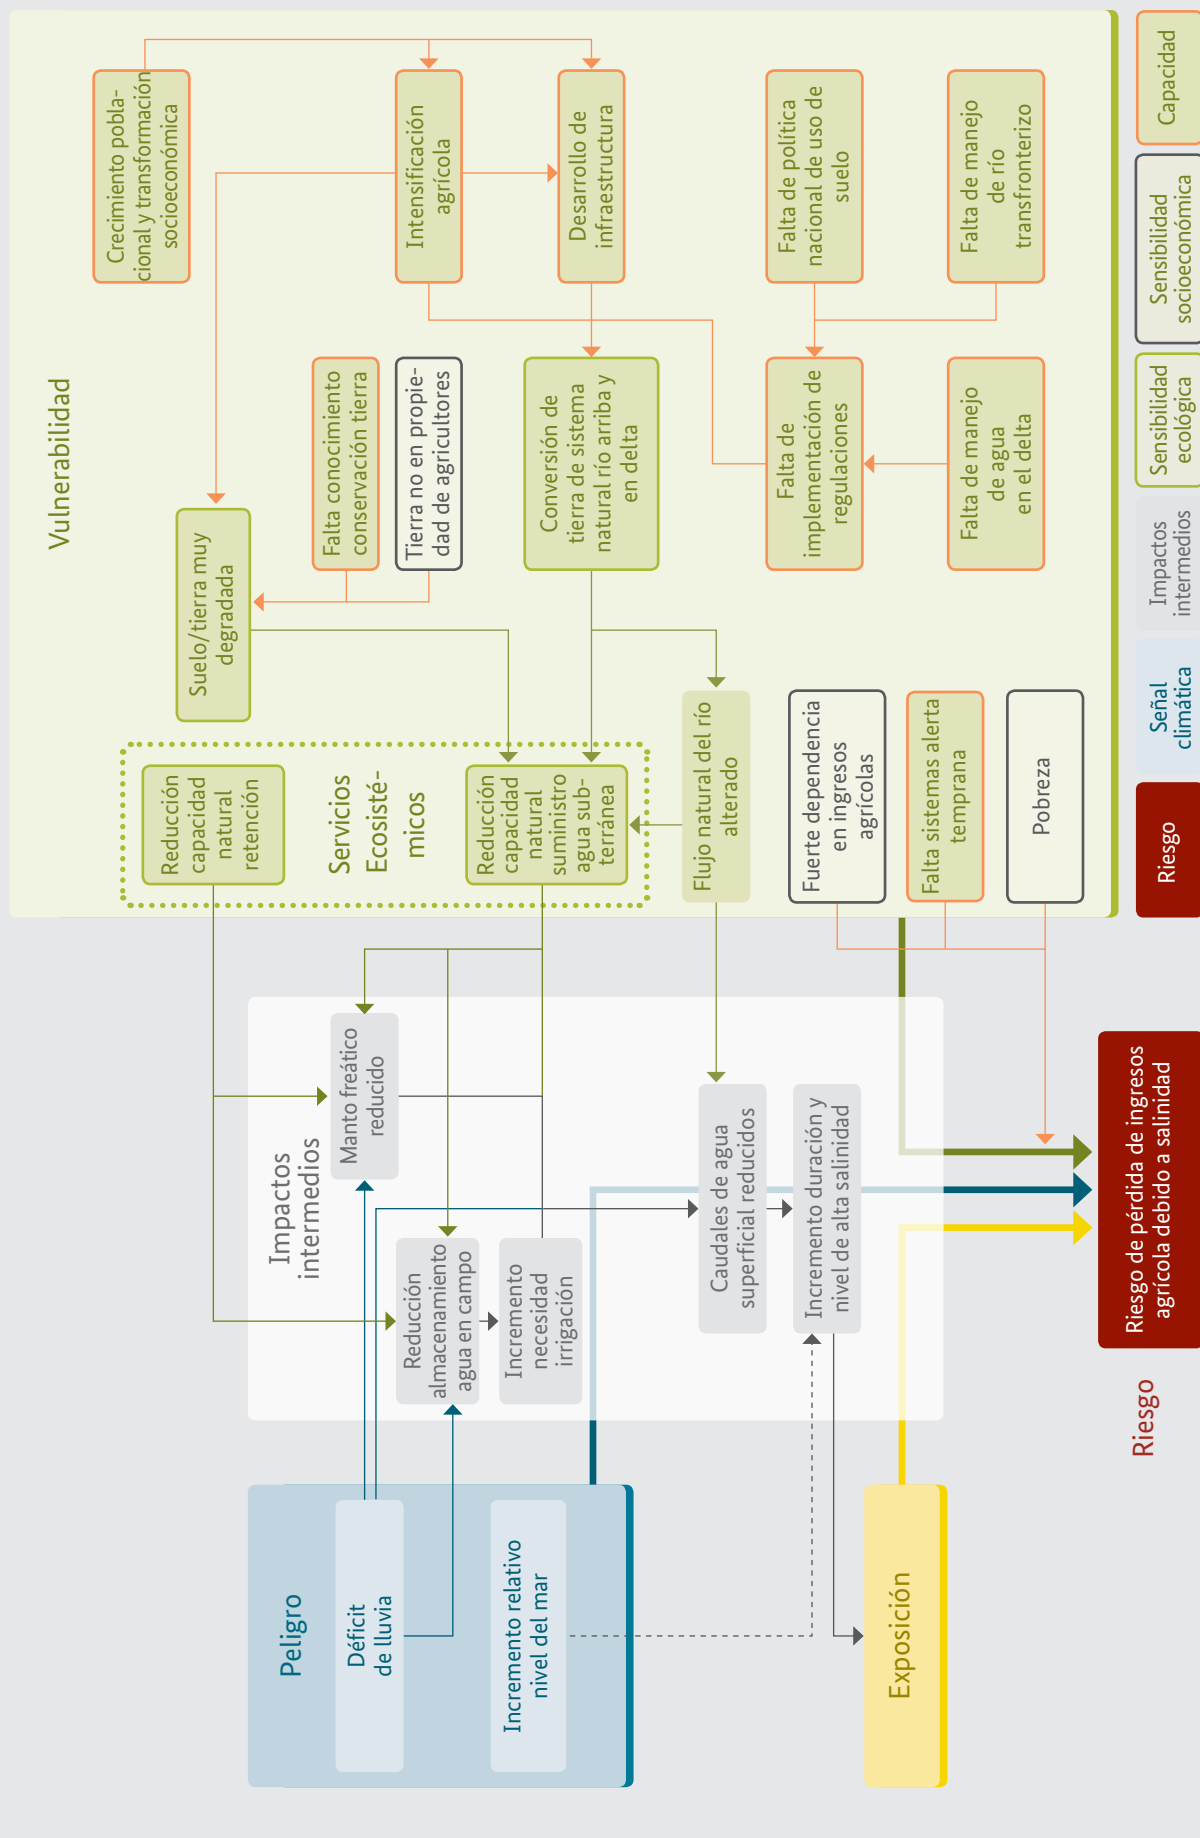 Peligro
Déficit
de lluvia
Incremento relativo
nivel del mar
Exposición
Impactos
intermedios
Manto freático
reducido
Reducción
almacenamiento
agua en campo
Incremento
necesidad
irrigación
Caudales de agua
superficial reducidos
Incremento duración y
nivel de alta salinidad
Riesgo
Riesgo de pérdida de ingresos
agrícola debido a salinidad
Vulnerabilidad
Reducción
capacidad
natural
retención
Servicios
Ecosisté-
micos
Reducción
capacidad
natural
suministro
agua sub-
terránea
Suelo/tierra muy
degradada
Flujo natural del río
alterado
Fuerte dependencia
en ingresos
agrícolas
Falta sistemas alerta
temprana
Pobreza
Falta conocimiento
conservación tierra
Tierra no en propie-
dad de agricultores
Conversión de
tierra de sistema
natural río arriba y
en delta
Falta de
implementación de
regulaciones
Falta de manejo
de agua
en el delta
Crecimiento pobla-
cional y transformación
socioeconómica
Intensificación
agrícola
Desarrollo de
infraestructura
Falta de política
nacional de uso de
suelo
Falta de manejo
de río
transfronterizo
Riesgo
Señal
climática
Impactos
intermedios
Sensibilidad
ecológica
Sensibilidad
socioeconómica
Capacidad